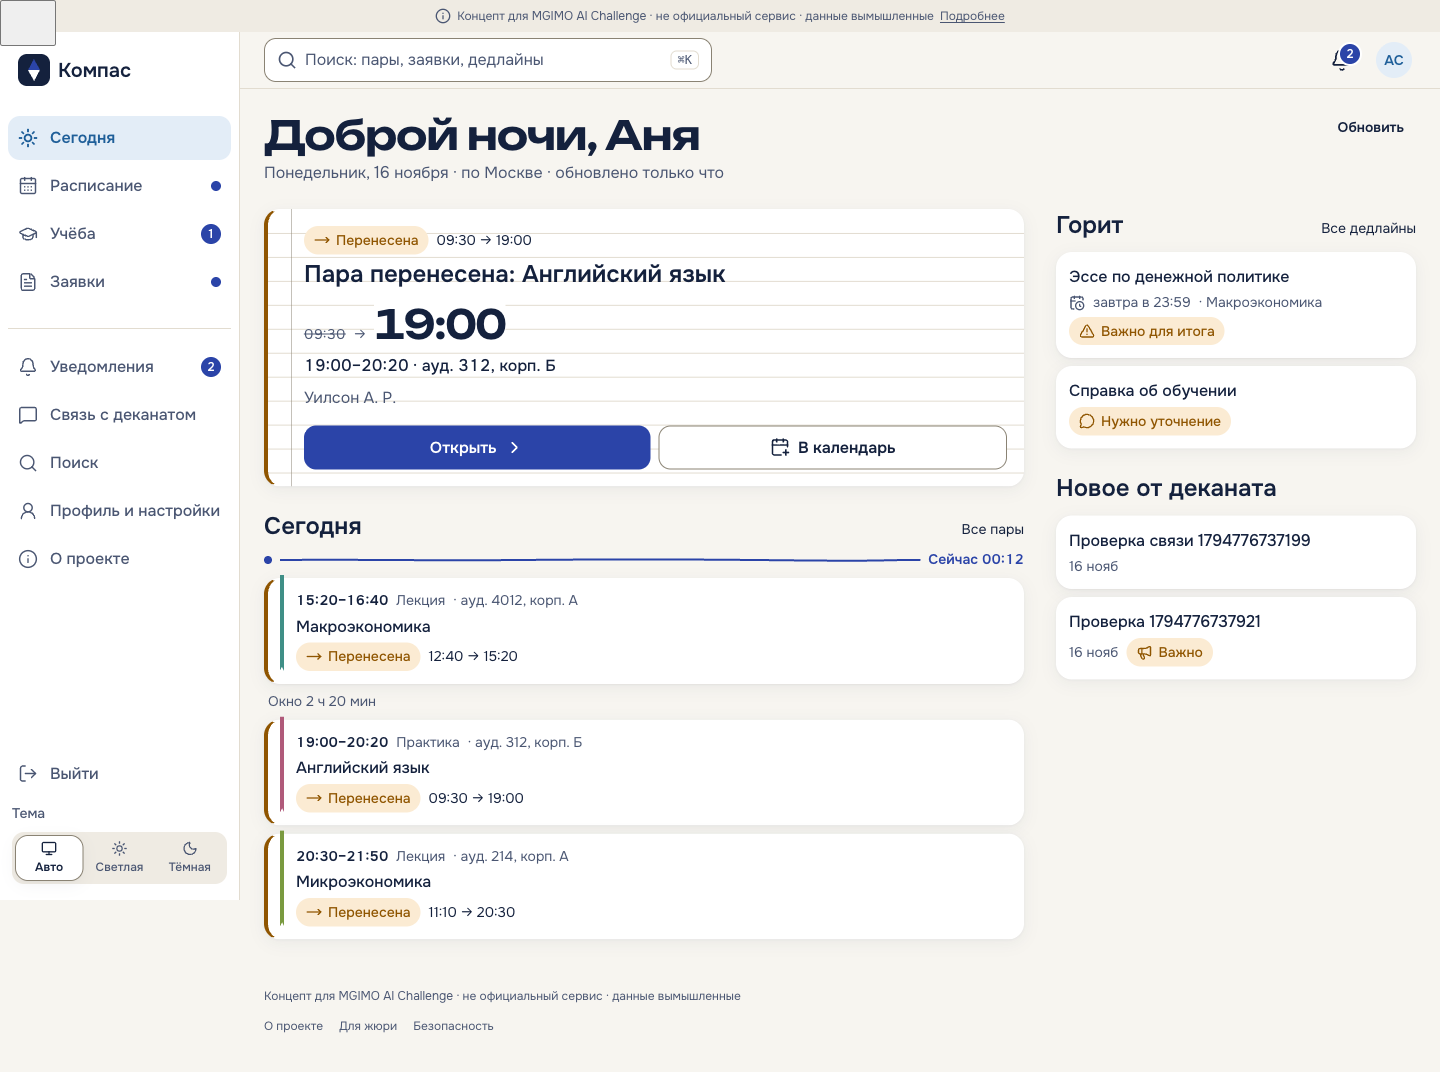 Концепт для MGIMO AI Challenge · не официальный сервис · данные вымышленные Подробнее
Компас
Поиск: пары, заявки, дедлайны
⌘K
2
АС
Сегодня
Расписание
Учёба
1
Заявки
Уведомления
2
Связь с деканатом
Поиск
Профиль и настройки
О проекте
Выйти
Тема
Авто
Светлая
Тёмная
Доброй ночи, Аня
Обновить
Понедельник, 16 ноября · по Москве · обновлено только что
Перенесена 09:30 → 19:00
Пара перенесена: Английский язык
09:30 → 19:00
19:00–20:20 · ауд. 312, корп. Б
Уилсон А. Р.
Открыть
В календарь
Сегодня
Все пары
Сейчас 00:12
15:20–16:40 Лекция · ауд. 4012, корп. А
Макроэкономика
Перенесена 12:40 → 15:20
Окно 2 ч 20 мин
19:00–20:20 Практика · ауд. 312, корп. Б
Английский язык
Перенесена 09:30 → 19:00
20:30–21:50 Лекция · ауд. 214, корп. А
Микроэкономика
Перенесена 11:10 → 20:30
Горит
Все дедлайны
Эссе по денежной политике
завтра в 23:59 · Макроэкономика
Важно для итога
Справка об обучении
Нужно уточнение
Новое от деканата
Проверка связи 1794776737199
16 нояб
Проверка 1794776737921
16 нояб Важно
Концепт для MGIMO AI Challenge · не официальный сервис · данные вымышленные
О проекте Для жюри Безопасность